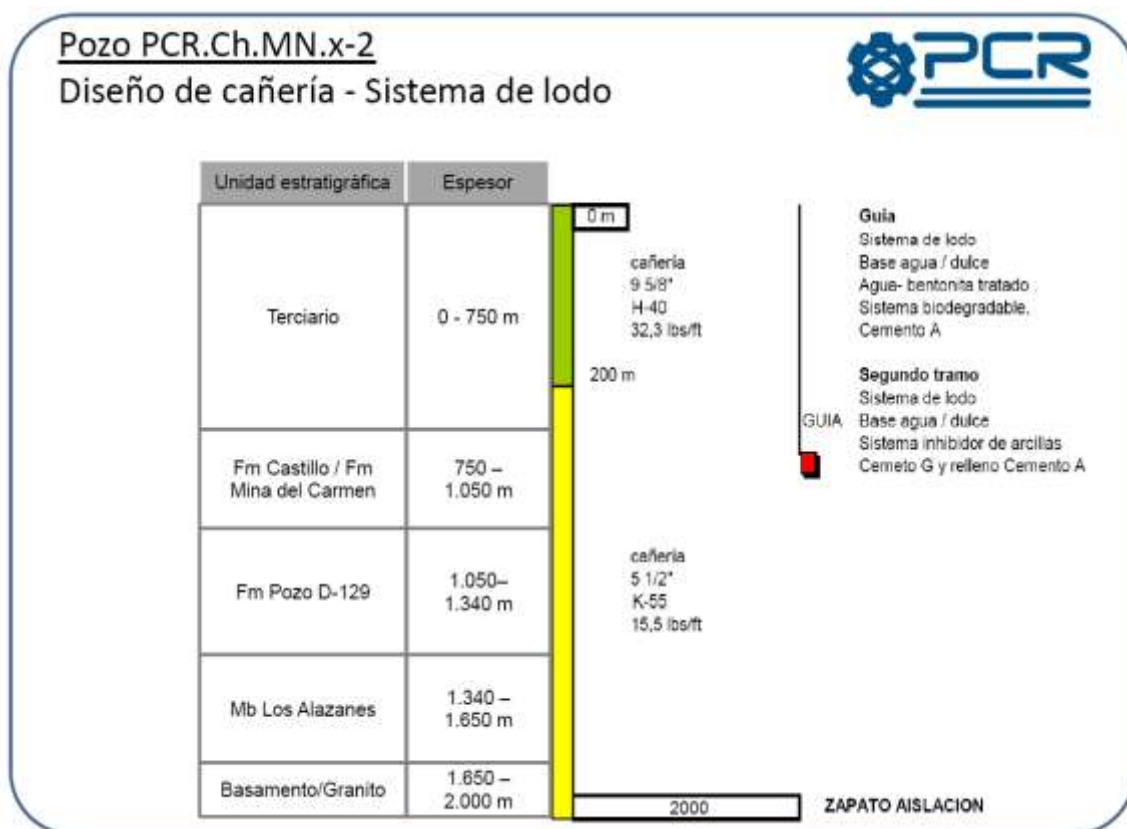 Pozo PCR.Ch.MN.x-2
Diseño de cañería - Sistema de lodo
PCR
Unidad estratigráfica
Espesor
Terciario
0 - 750 m
Fm Castillo / Fm
Mina del Carmen
750 –
1.050 m
Fm Pozo D-129
1.050–
1.340 m
Mb Los Alazanes
1.340 –
1.650 m
Basamento/Granito
1.650 –
2.000 m
0 m
cañería
9 5/8"
H-40
32,3 lbs/ft
200 m
cañería
5 1/2"
K-55
15,5 lbs/ft
2000
ZAPATO AISLACION
GUIA
Guia
Sistema de lodo
Base agua / dulce
Agua- bentonita tratado .
Sistema biodegradable.
Cemento A
Segundo tramo
Sistema de lodo
Base agua / dulce
Sistema inhibidor de arcillas
Cemeto G y relleno Cemento A